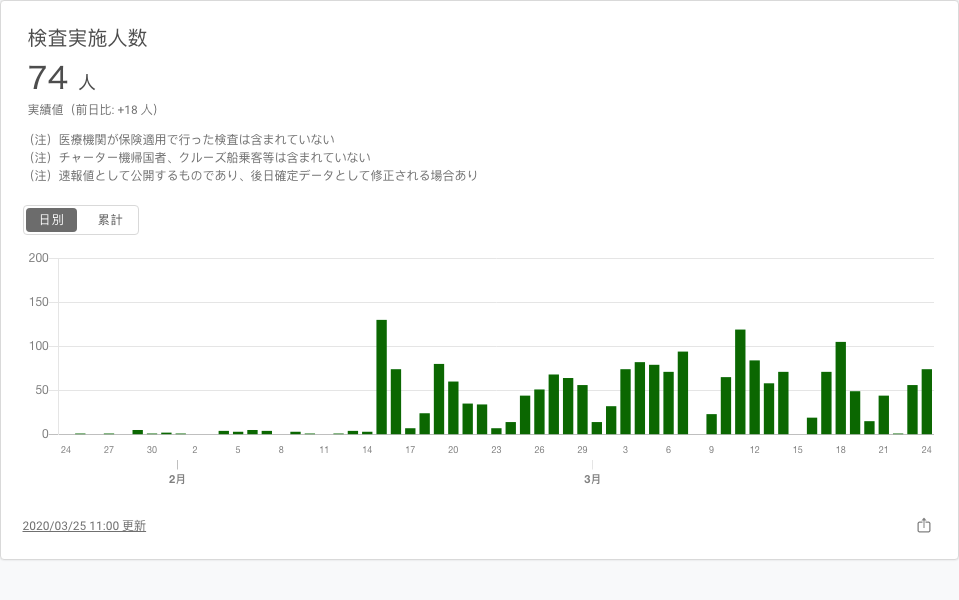 検査実施人数
74 人
実績値（前日比: +18 人）
（注）医療機関が保険適用で行った検査は含まれていない
（注）チャーター機帰国者、クルーズ船乗客等は含まれていない
（注）速報値として公開するものであり、後日確定データとして修正される場合あり
日別 累計
200
150
100
50
0
24 27 30 2 5 8 11 14 17 20 23 26 29 3 6 9 12 15 18 21 24
2月 3月
2020/03/25 11:00 更新